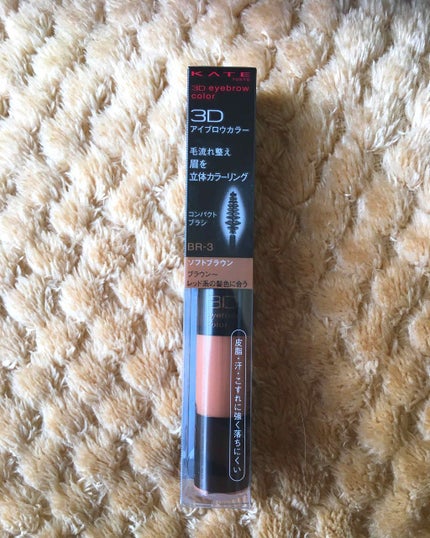 KATE
TOKYO
3D eyebrow
color
3D
アイブロウカラー
毛流れ整え
眉を
立体カラーリング
コンパクト
ブラシ
BR-3
ソフトブラウン
ブラウン〜
レッド系の髪色に合う
3D
eyebrow
color
皮脂・汗・こすれに強く落ちにくい